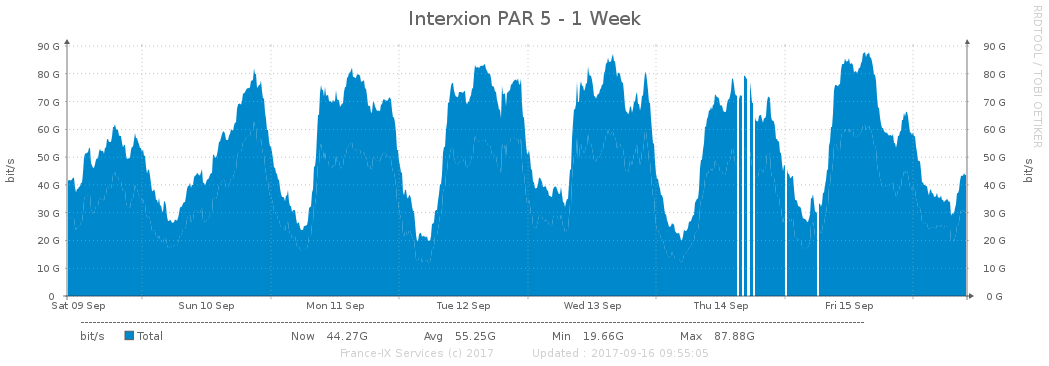 Interxion PAR 5 - 1 Week
RRDTOOL / TOBI OETIKER
90 G 90 G
80 G 80 G
70 G 70 G
60 G 60 G
50 G 50 G
40 G 40 G
30 G 30 G
20 G 20 G
10 G 10 G
0 0 G
bit/s
bit/s
Sat 09 Sep Sun 10 Sep Mon 11 Sep Tue 12 Sep Wed 13 Sep Thu 14 Sep Fri 15 Sep
bit/s Total Now 44.27G Avg 55.25G Min 19.66G Max 87.88G
France-IX Services (c) 2017 Updated : 2017-09-16 09:55:05